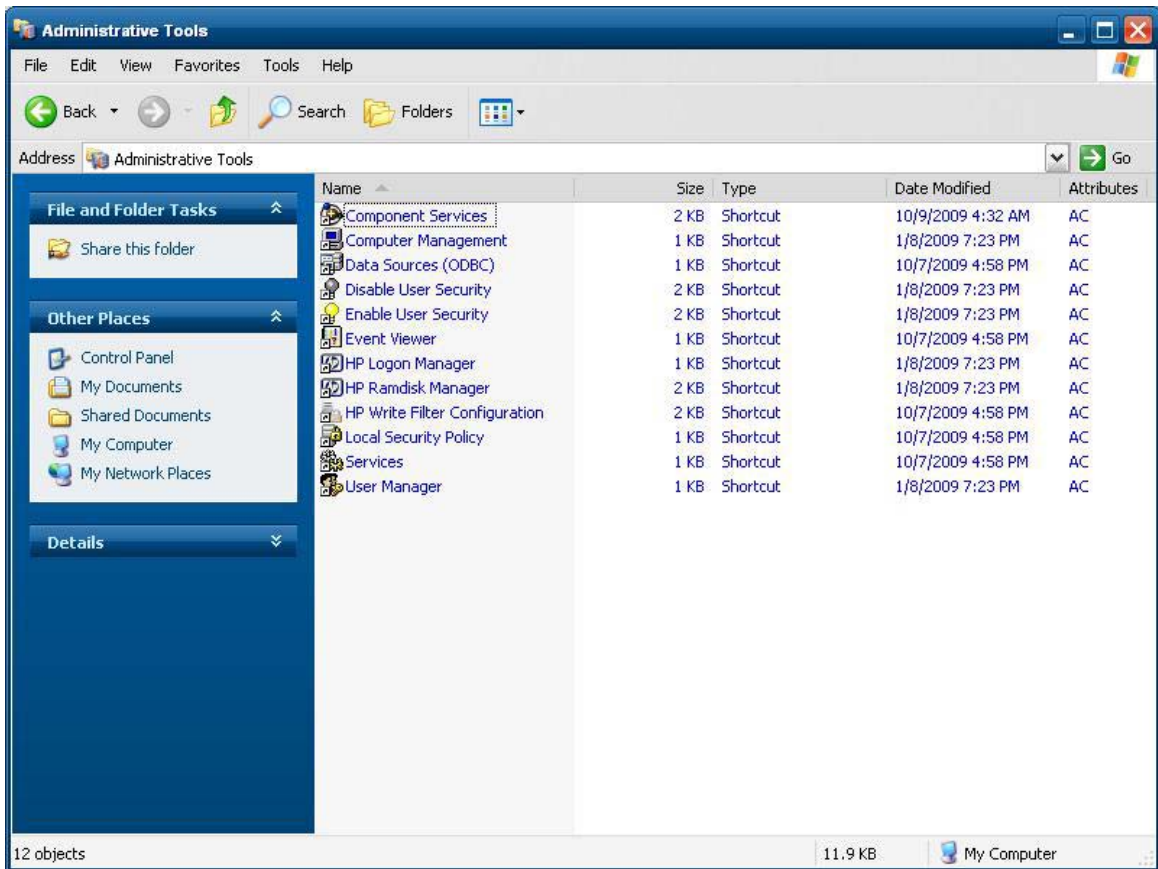 Administrative Tools
File Edit View Favorites Tools Help
Back Search Folders
Address Administrative Tools Go
File and Folder Tasks
Share this folder
Other Places
Control Panel
My Documents
Shared Documents
My Computer
My Network Places
Details
Name Size Type Date Modified Attributes
Component Services 2 KB Shortcut 10/9/2009 4:32 AM AC
Computer Management 1 KB Shortcut 1/8/2009 7:23 PM AC
Data Sources (ODBC) 1 KB Shortcut 10/7/2009 4:58 PM AC
Disable User Security 2 KB Shortcut 1/8/2009 7:23 PM AC
Enable User Security 2 KB Shortcut 1/8/2009 7:23 PM AC
Event Viewer 1 KB Shortcut 10/7/2009 4:58 PM AC
HP Logon Manager 1 KB Shortcut 1/8/2009 7:23 PM AC
HP Ramdisk Manager 2 KB Shortcut 1/8/2009 7:23 PM AC
HP Write Filter Configuration 2 KB Shortcut 10/7/2009 4:58 PM AC
Local Security Policy 1 KB Shortcut 10/7/2009 4:58 PM AC
Services 1 KB Shortcut 10/7/2009 4:58 PM AC
User Manager 1 KB Shortcut 1/8/2009 7:23 PM AC
12 objects 11.9 KB My Computer